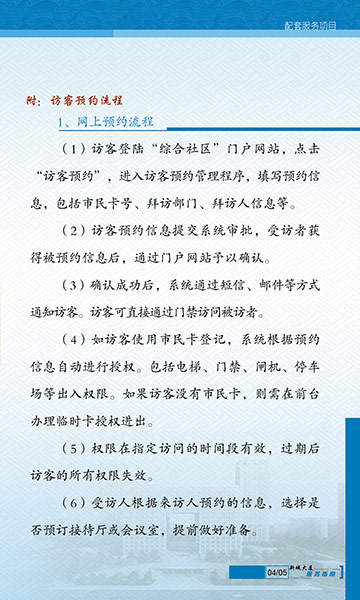 配套服务项目
附：访客预约流程
1、网上预约流程
（1）访客登陆“综合社区”门户网站，点击
“访客预约”，进入访客预约管理程序，填写预约信
息，包括市民卡号、拜访部门、拜访人信息等。
（2）访客预约信息提交系统审批，受访者获
得被预约信息后，通过门户网站予以确认。
（3）确认成功后，系统通过短信、邮件等方式
通知访客。访客可直接通过门禁访问被访者。
（4）如访客使用市民卡登记，系统根据预约
信息自动进行授权。包括电梯、门禁、闸机、停车
场等出入权限。如果访客没有市民卡，则需在前台
办理临时卡授权进出。
（5）权限在指定访问的时间段有效，过期后
访客的所有权限失效。
（6）受访人根据来访人预约的信息，选择是
否预订接待厅或会议室，提前做好准备。
04/05
新城大厦
服务指南